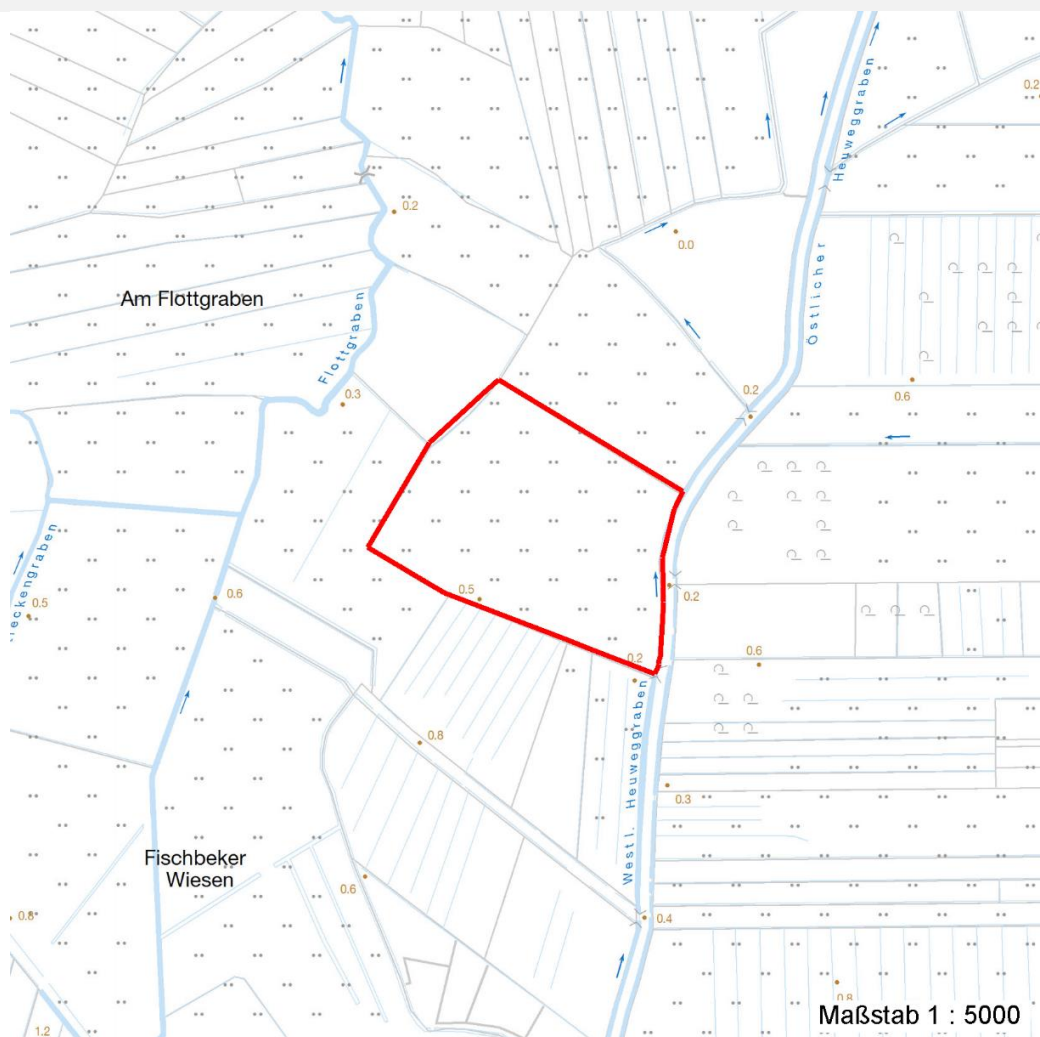 Heuweggraben
0.2
0.2
0.0
Östlicher
Am Flottgraben
Flottgraben
0.3
0.2
0.6
0.5
0.6
0.5
0.2
0.2
0.6
Westl. Heuweggraben
0.8
0.3
Fischbeker
Wiesen
0.6
0.8
0.4
0.8
1.2
Maßstab 1 : 5000